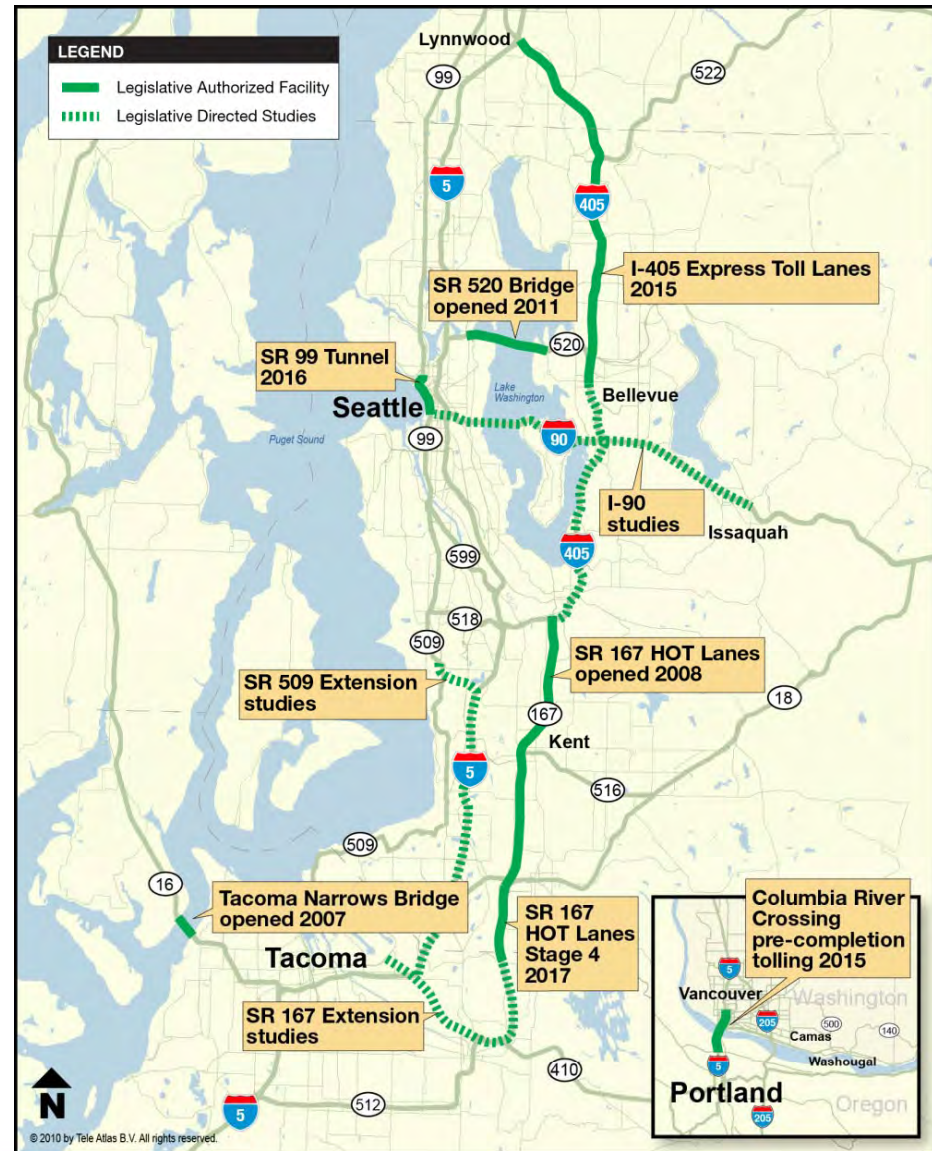 LEGEND
Legislative Authorized Facility
Legislative Directed Studies
Lynnwood
99
522
5
405
I-405 Express Toll Lanes
2015
SR 520 Bridge
opened 2011
520
SR 99 Tunnel
2016
Lake
Washington
Bellevue
Seattle
99
90
Puget Sound
I-90
studies
Issaquah
405
599
518
509
SR 167 HOT Lanes
opened 2008
SR 509 Extension
studies
18
167
Kent
5
516
509
16
Tacoma Narrows Bridge
opened 2007
SR 167
HOT Lanes
Stage 4
2017
Columbia River
Crossing
pre-completion
tolling 2015
Tacoma
5
Vancouver
Washington
SR 167 Extension
studies
205
500
140
Camas
Washougal
5
410
Portland
Oregon
205
N
5
512
© 2010 by Tele Atlas B.V. All rights reserved.